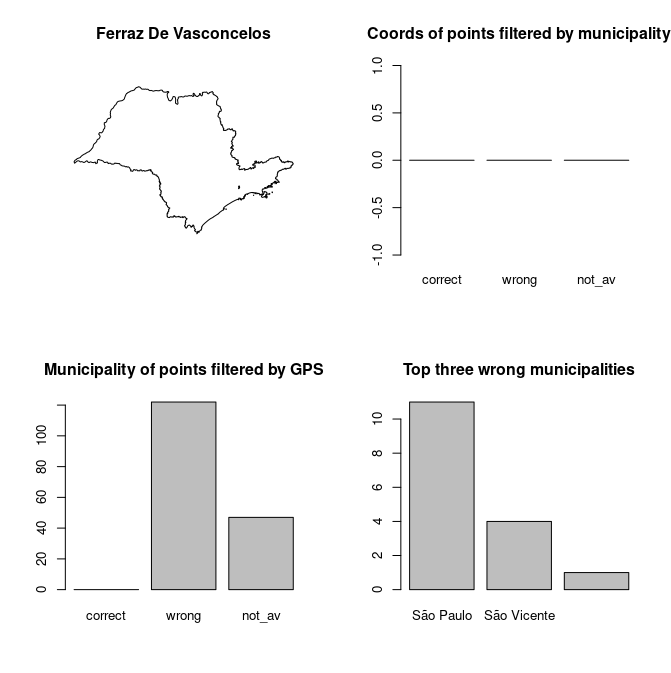 Ferraz De Vasconcelos
Coords of points filtered by municipality
1.0
0.5
0.0
-0.5
-1.0
correct wrong not_av
Municipality of points filtered by GPS
100
80
60
40
20
0
correct wrong not_av
Top three wrong municipalities
10
8
6
4
2
0
São Paulo São Vicente